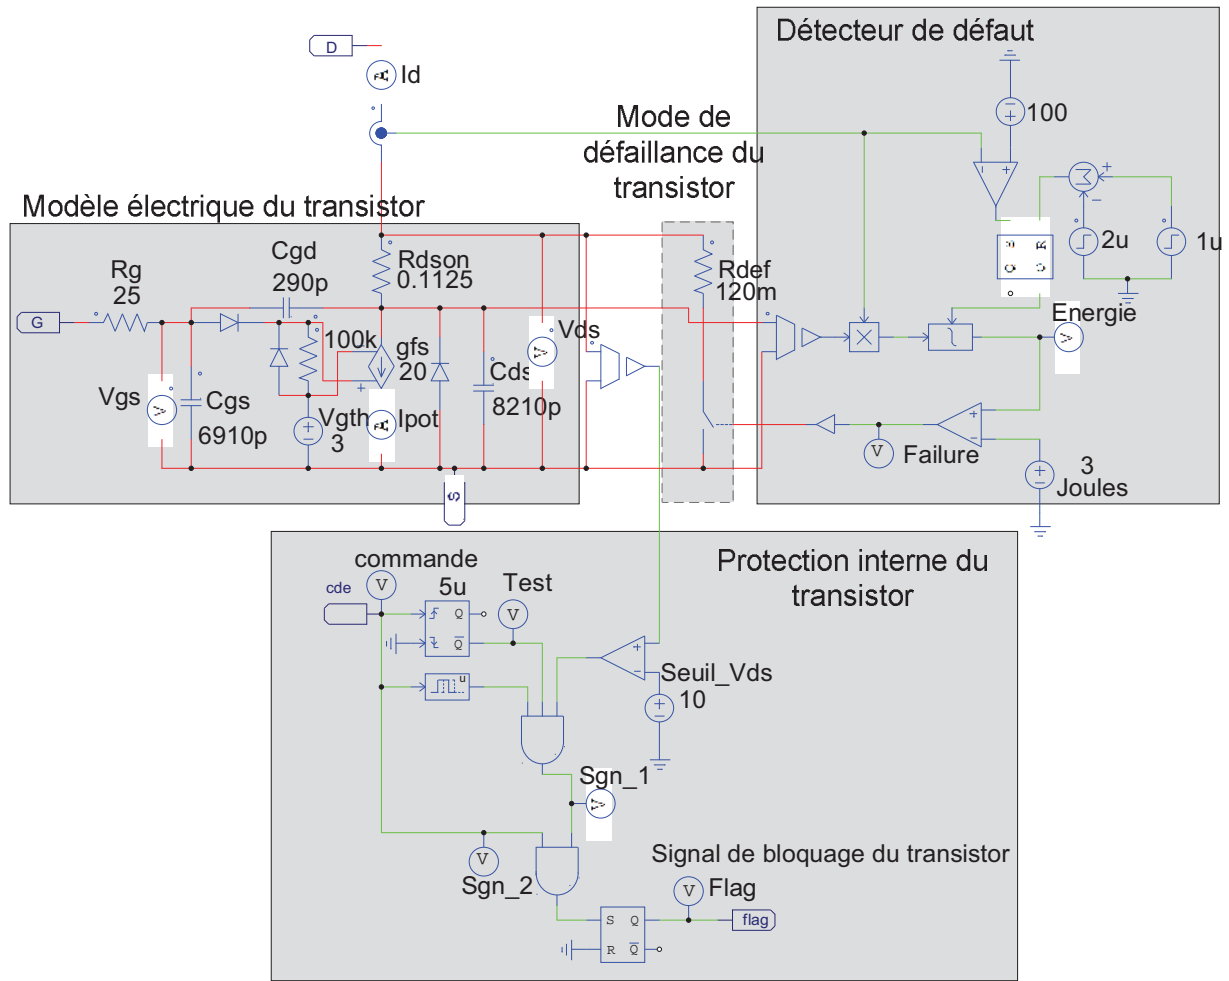 Détecteur de défaut
D
A
Id
100
Mode de
défaillance du
transistor
Modèle électrique du transistor
Σ
+
-
2u
1u
Cgd
290p
Rdson
0.1125
Rdef
120m
Rg
25
G
100k
gfs
20
Vds
V
Energie
V
Vgs
V
Cgs
6910p
Vgth
3
A
Ipot
Cds
8210p
V
Failure
3
Joules
S
Protection interne du
transistor
commande
V
5u
Test
V
cde
Q
Q
u
Seuil_Vds
10
Sgn_1
V
V
Sgn_2
Signal de bloquage du transistor
V
Flag
S Q
R Q
flag